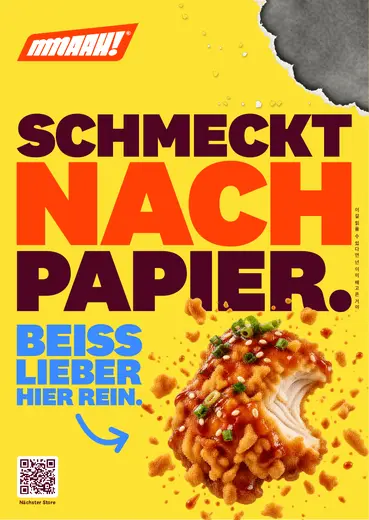 mmAAH!®
SCHMECKT
NACH
PAPIER.
BEISS
LIEBER
HIER REIN.
Nächster Store